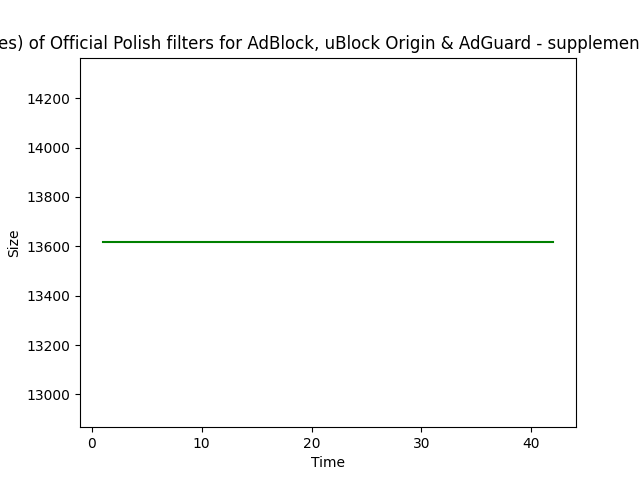 es) of Official Polish filters for AdBlock, uBlock Origin & AdGuard - supplemen
14200
14000
13800
13600
13400
13200
13000
Size
0 10 20 30 40
Time